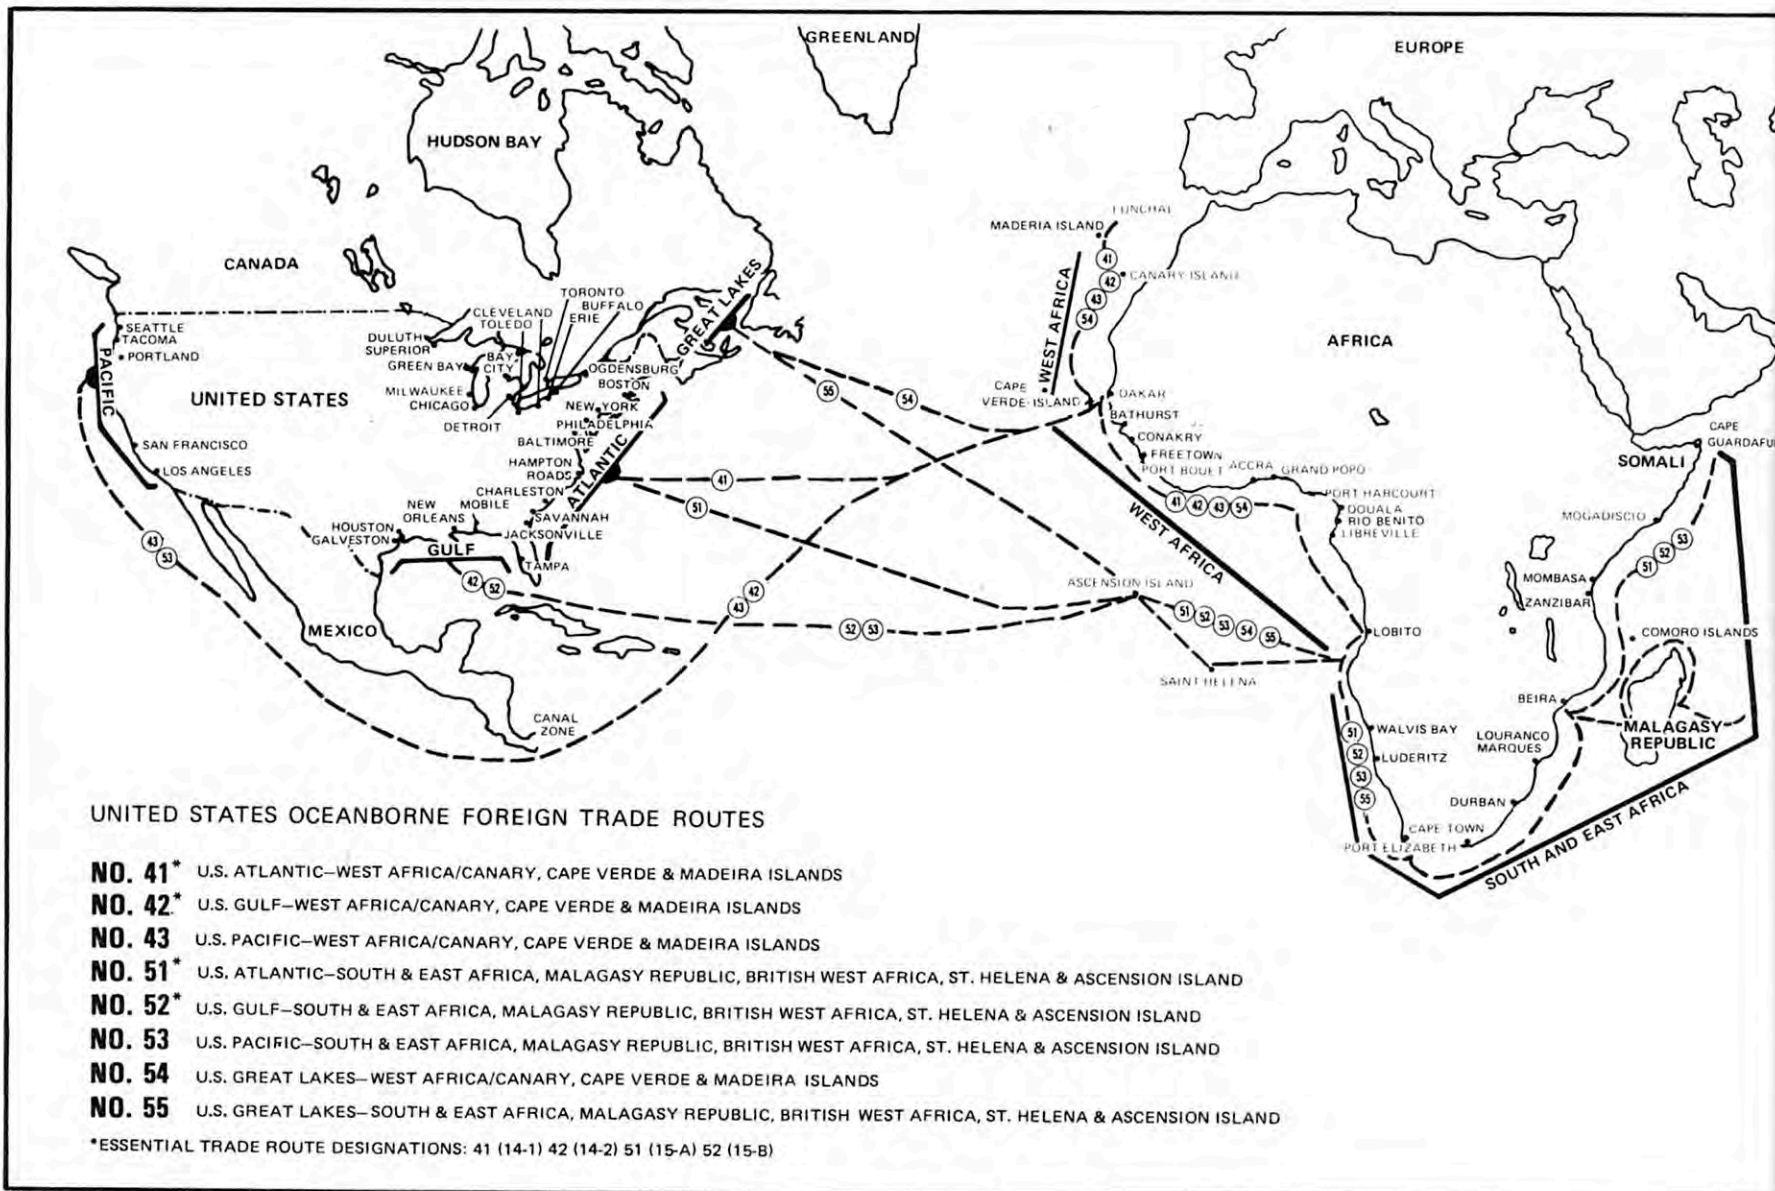 GREENLAND
EUROPE
HUDSON BAY
CANADA
FUNCHAL
MADERIA ISLAND
41
42
43
54
CANARY ISLAND
WEST AFRICA
AFRICA
GREAT LAKES
TORONTO
BUFFALO
ERIE
CLEVELAND
TOLEDO
SEATTLE
TACOMA
PORTLAND
PACIFIC
DULUTH
SUPERIOR
GREEN BAY
BAY
CITY
OGDENSBURG
BOSTON
MILWAUKEE
CHICAGO
DETROIT
UNITED STATES
NEW YORK
PHILADELPHIA
BALTIMORE
HAMPTON
ROADS
ATLANTIC
SAN FRANCISCO
LOS ANGELES
CHARLESTON
SAVANNAH
JACKSONVILLE
NEW
ORLEANS
MOBILE
HOUSTON
GALVESTON
GULF
TAMPA
MEXICO
CANAL
ZONE
43
53
42
52
43
42
52 53
41
51
55
54
CAPE
VERDE-ISLAND
DAKAR
BATHURST
CONAKRY
FREETOWN
PORT BOUET
ACCRA
GRAND POPO
PORT HARCOURT
DOUALA
RIO BENITO
LIBREVILLE
41 42 43 54
WEST AFRICA
ASCENSION ISLAND
51 52 53 54 55
SAINT HELENA
LOBITO
CAPE
GUARDAFUI
SOMALI
MOGADISCIO
51 52 53
MOMBASA
ZANZIBAR
COMORO ISLANDS
BEIRA
MALAGASY
REPUBLIC
LOURANCO
MARQUES
WALVIS BAY
LUDERITZ
51
52
53
55
DURBAN
CAPE TOWN
PORT ELIZABETH
SOUTH AND EAST AFRICA
UNITED STATES OCEANBORNE FOREIGN TRADE ROUTES
NO. 41* U.S. ATLANTIC–WEST AFRICA/CANARY, CAPE VERDE & MADEIRA ISLANDS
NO. 42* U.S. GULF–WEST AFRICA/CANARY, CAPE VERDE & MADEIRA ISLANDS
NO. 43 U.S. PACIFIC–WEST AFRICA/CANARY, CAPE VERDE & MADEIRA ISLANDS
NO. 51* U.S. ATLANTIC–SOUTH & EAST AFRICA, MALAGASY REPUBLIC, BRITISH WEST AFRICA, ST. HELENA & ASCENSION ISLAND
NO. 52* U.S. GULF–SOUTH & EAST AFRICA, MALAGASY REPUBLIC, BRITISH WEST AFRICA, ST. HELENA & ASCENSION ISLAND
NO. 53 U.S. PACIFIC–SOUTH & EAST AFRICA, MALAGASY REPUBLIC, BRITISH WEST AFRICA, ST. HELENA & ASCENSION ISLAND
NO. 54 U.S. GREAT LAKES–WEST AFRICA/CANARY, CAPE VERDE & MADEIRA ISLANDS
NO. 55 U.S. GREAT LAKES–SOUTH & EAST AFRICA, MALAGASY REPUBLIC, BRITISH WEST AFRICA, ST. HELENA & ASCENSION ISLAND
*ESSENTIAL TRADE ROUTE DESIGNATIONS: 41 (14-1) 42 (14-2) 51 (15-A) 52 (15-B)